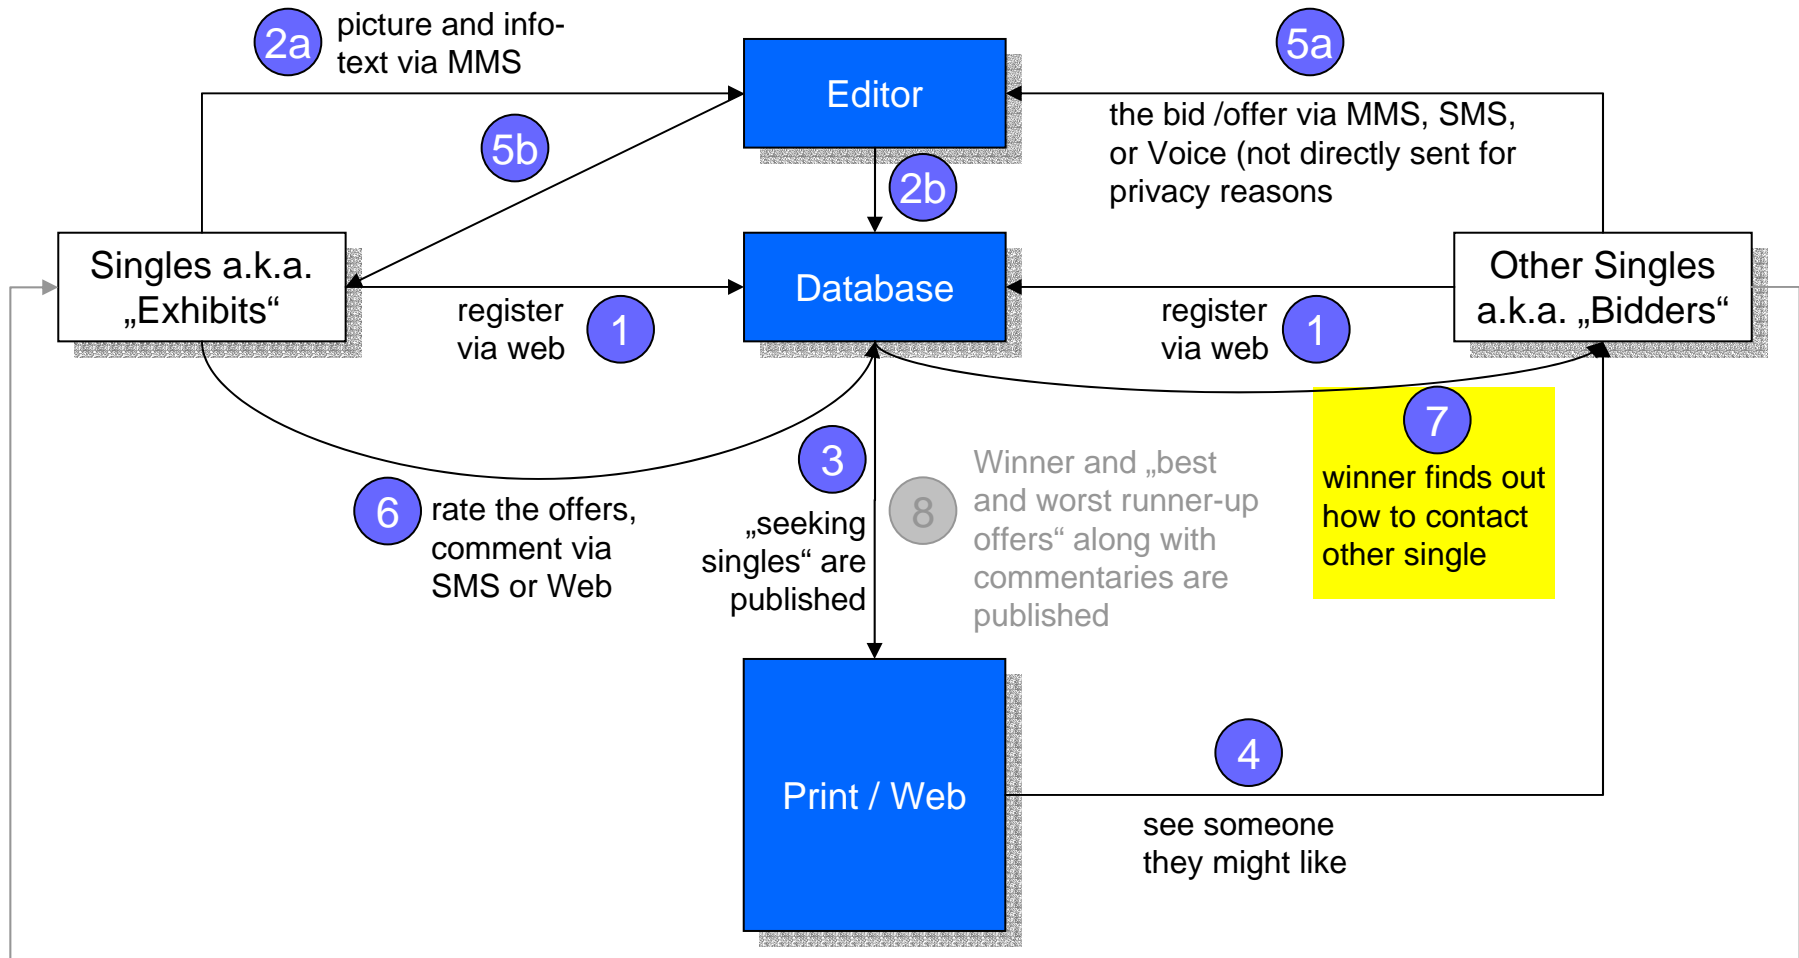 2a
picture and info-
text via MMS
Editor
5a
the bid /offer via MMS, SMS,
or Voice (not directly sent for
privacy reasons
5b
2b
Singles a.k.a.
„Exhibits“
register
via web
1
Database
register
via web
1
Other Singles
a.k.a. „Bidders“
6
rate the offers,
comment via
SMS or Web
3
„seeking
singles“ are
published
8
Winner and „best
and worst runner-up
offers“ along with
commentaries are
published
7
winner finds out
how to contact
other single
Print / Web
4
see someone
they might like